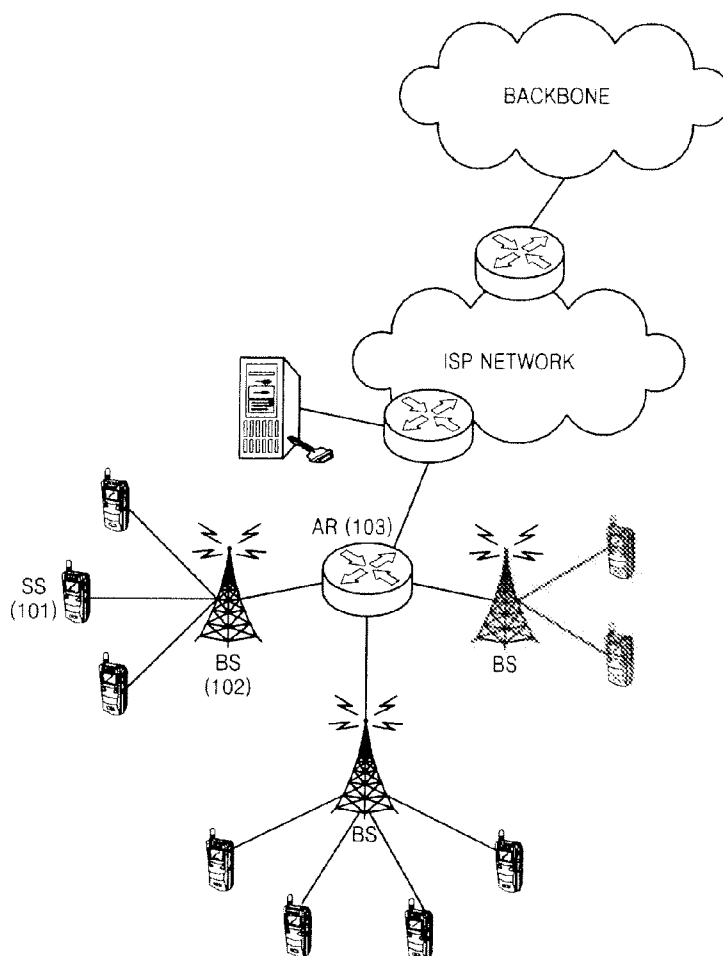 BACKBONE
ISP NETWORK
AR (103)
SS
(101)
BS
(102)
BS
BS